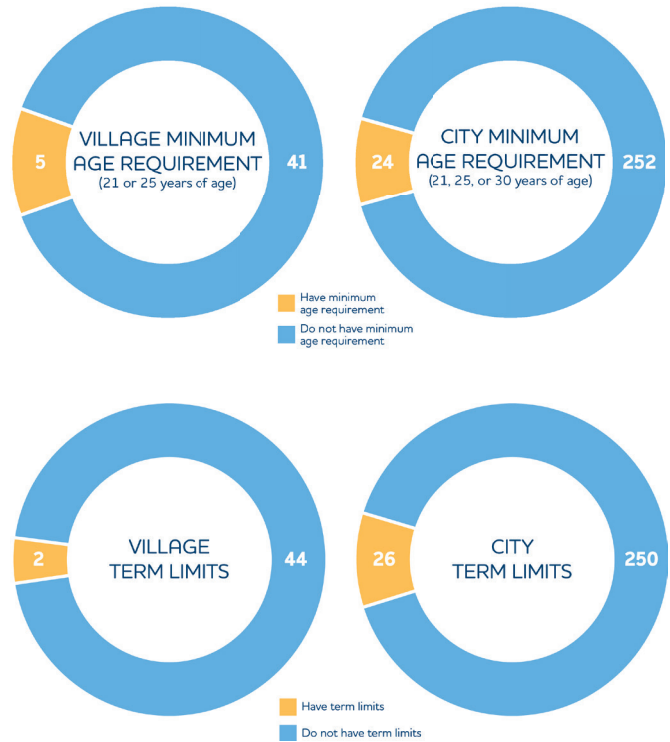 VILLAGE MINIMUM
AGE REQUIREMENT
(21 or 25 years of age)
5
41
CITY MINIMUM
AGE REQUIREMENT
(21, 25, or 30 years of age)
24
252
Have minimum
age requirement
Do not have minimum
age requirement
VILLAGE
TERM LIMITS
2
44
CITY
TERM LIMITS
26
250
Have term limits
Do not have term limits